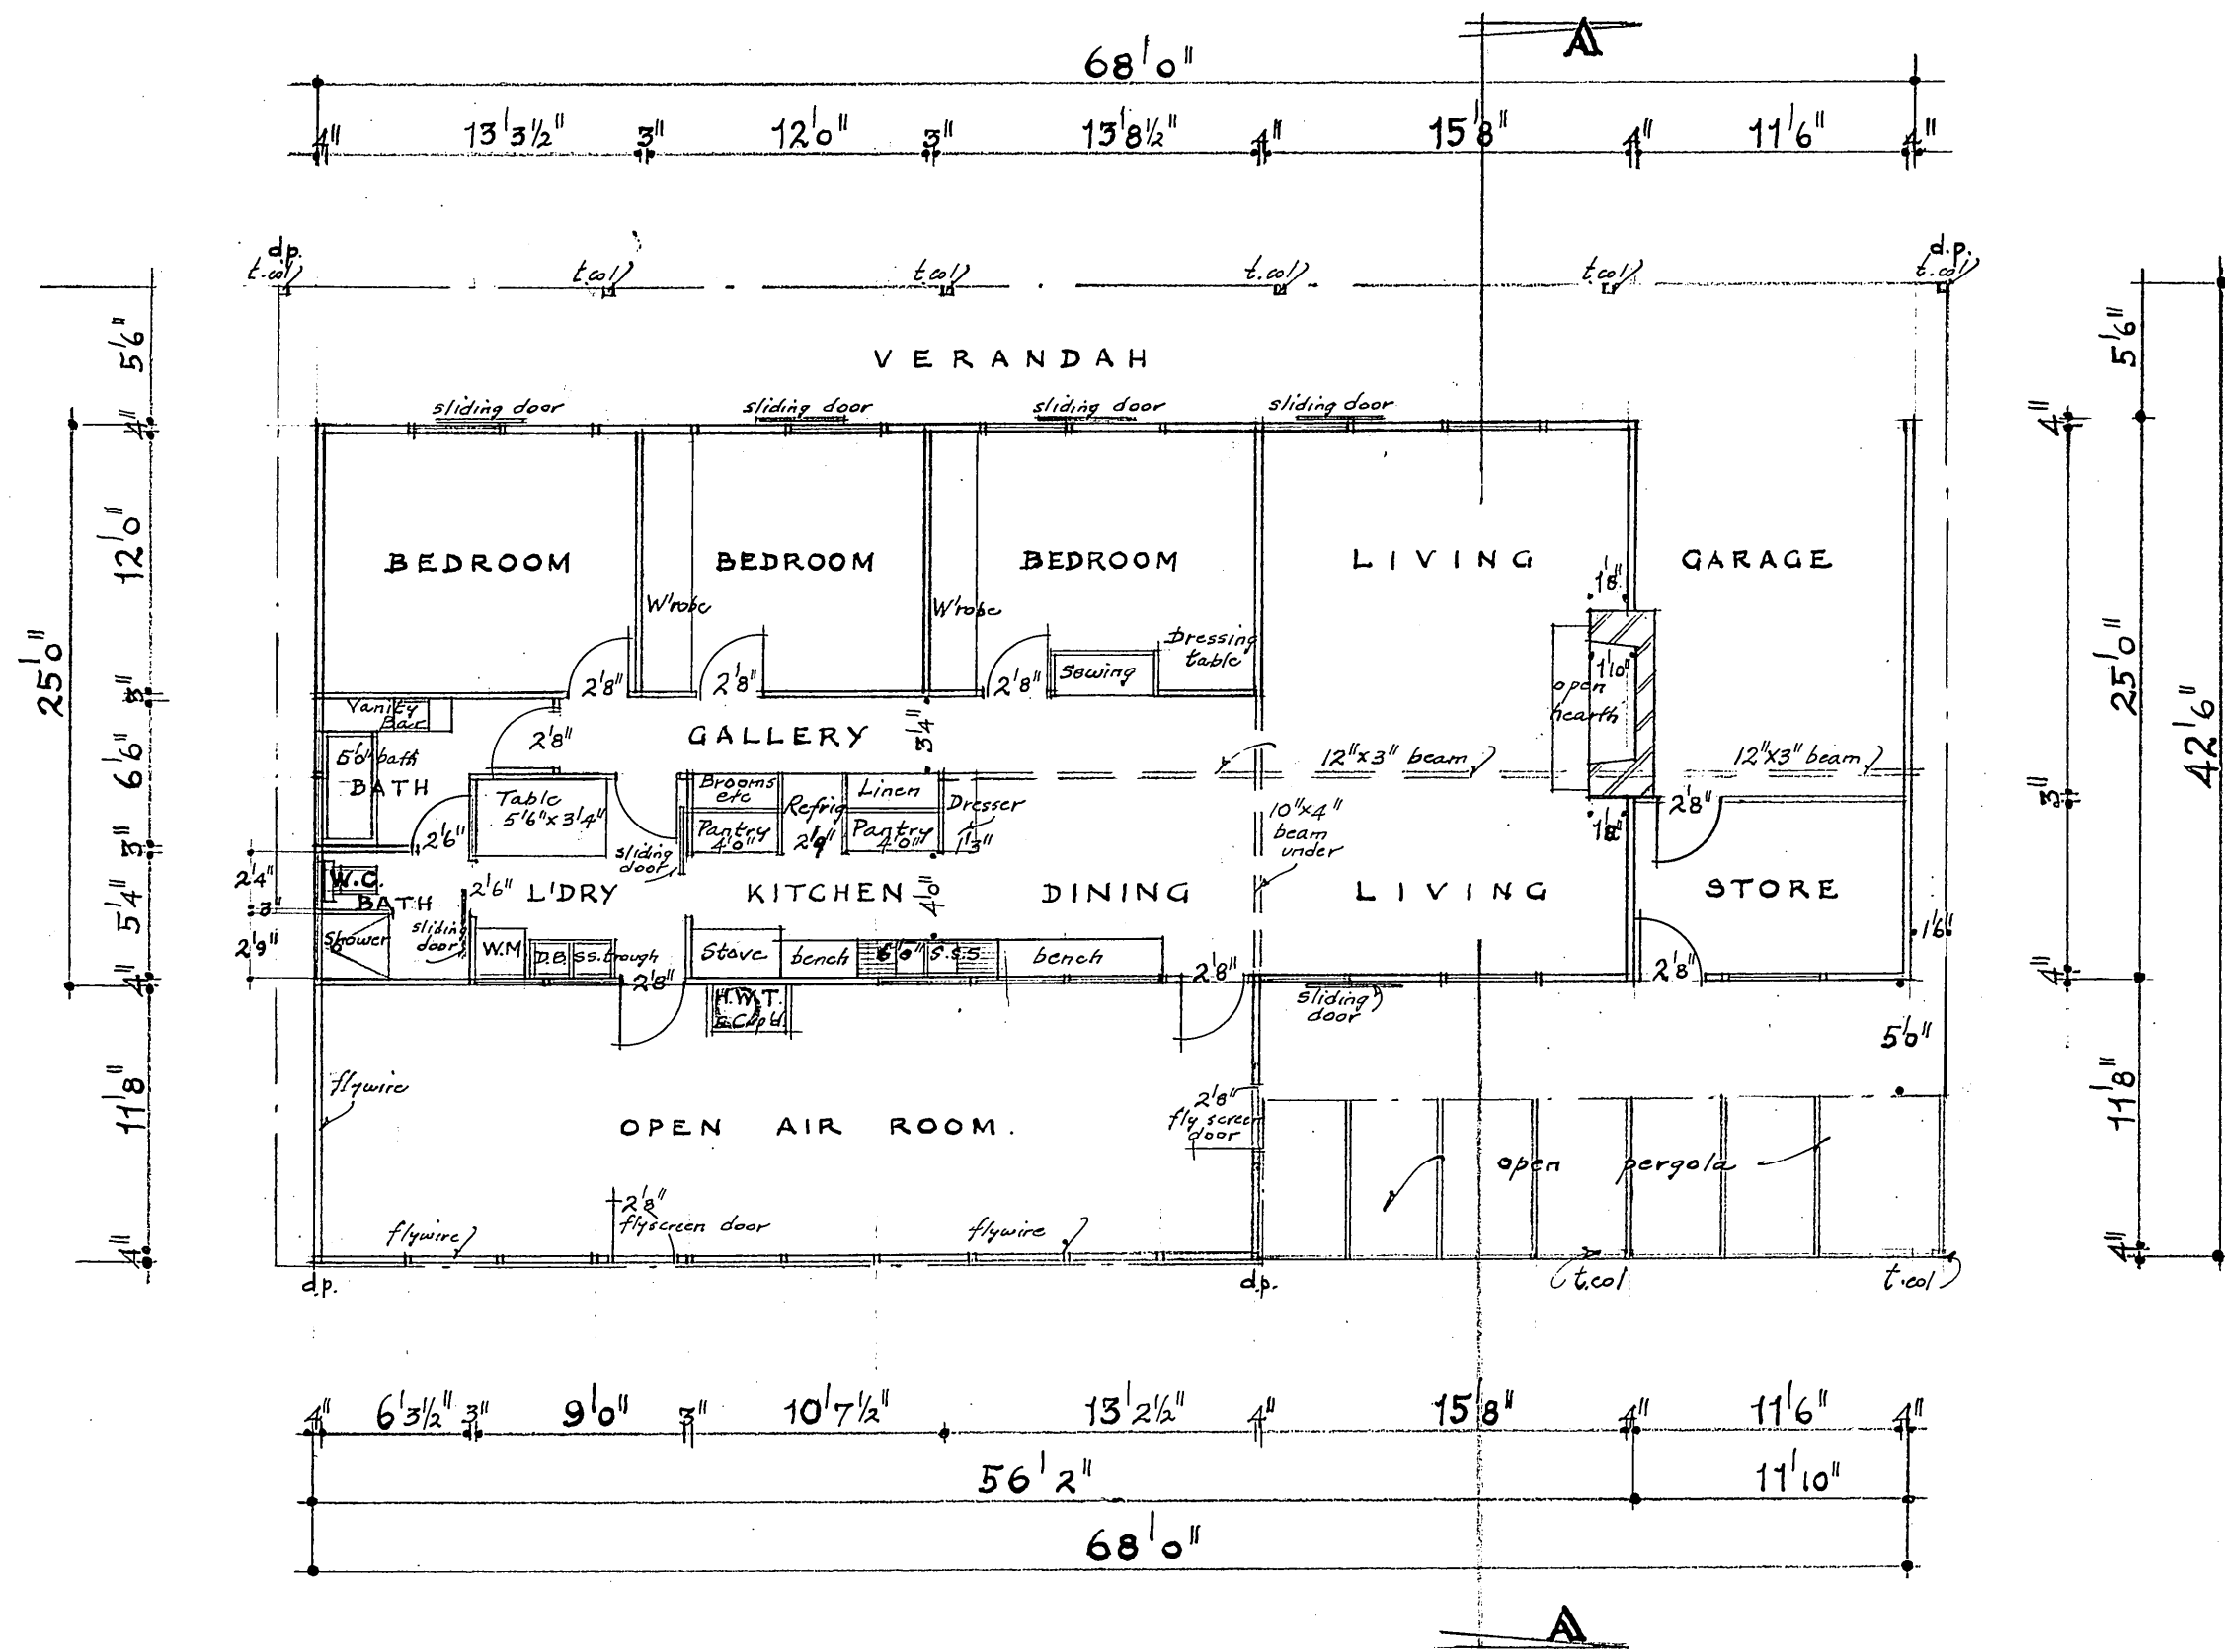 A
68'0"
4" 13'3½" 3" 12'0" 3" 13'8½" 4" 15'8" 4" 11'6" 4"
d.p.
t.col
t.col
t.col
t.col
t.col
d.p.
t.col
VERANDAH
sliding door
sliding door
sliding door
sliding door
5'6"
4"
12'0"
3"
6'6"
3"
5'4"
4"
11'8"
4"
25'0"
2'4"
3"
2'9"
BEDROOM
BEDROOM
BEDROOM
LIVING
GARAGE
W'robe
W'robe
Dressing
table
Sewing
2'8"
2'8"
2'8"
1'8"
1'10"
open
hearth
1'8"
Vanity
Bar
5'0" bath
BATH
2'8"
GALLERY
3'4"
12"x3" beam
12"x3" beam
Table
5'6"x3'4"
Brooms
etc
Pantry
4'0"
Refrig
2'9"
Linen
Pantry
4'0"
Dresser
1'3"
10"x4"
beam
under
2'8"
2'6"
sliding
door
W.C.
BATH
2'6"
L'DRY
KITCHEN
4'0"
DINING
LIVING
STORE
Shower
sliding
door
W.M
D.B. S.S. trough
Stove
bench
6'0" S.S.S
bench
2'8"
2'8"
2'8"
1'6"
H.W.T.
& Cup'd.
sliding
door
5'0"
flywire
OPEN AIR ROOM.
2'8"
fly screen
door
open pergola
flywire
2'8"
flyscreen door
flywire
d.p.
d.p.
t.col
t.col
5'6"
4"
25'0"
3"
4"
11'8"
4"
42'6"
4" 6'3½" 3" 9'0" 3" 10'7½" 13'2½" 4" 15'8" 4" 11'6" 4"
56'2" 11'10"
68'0"
A